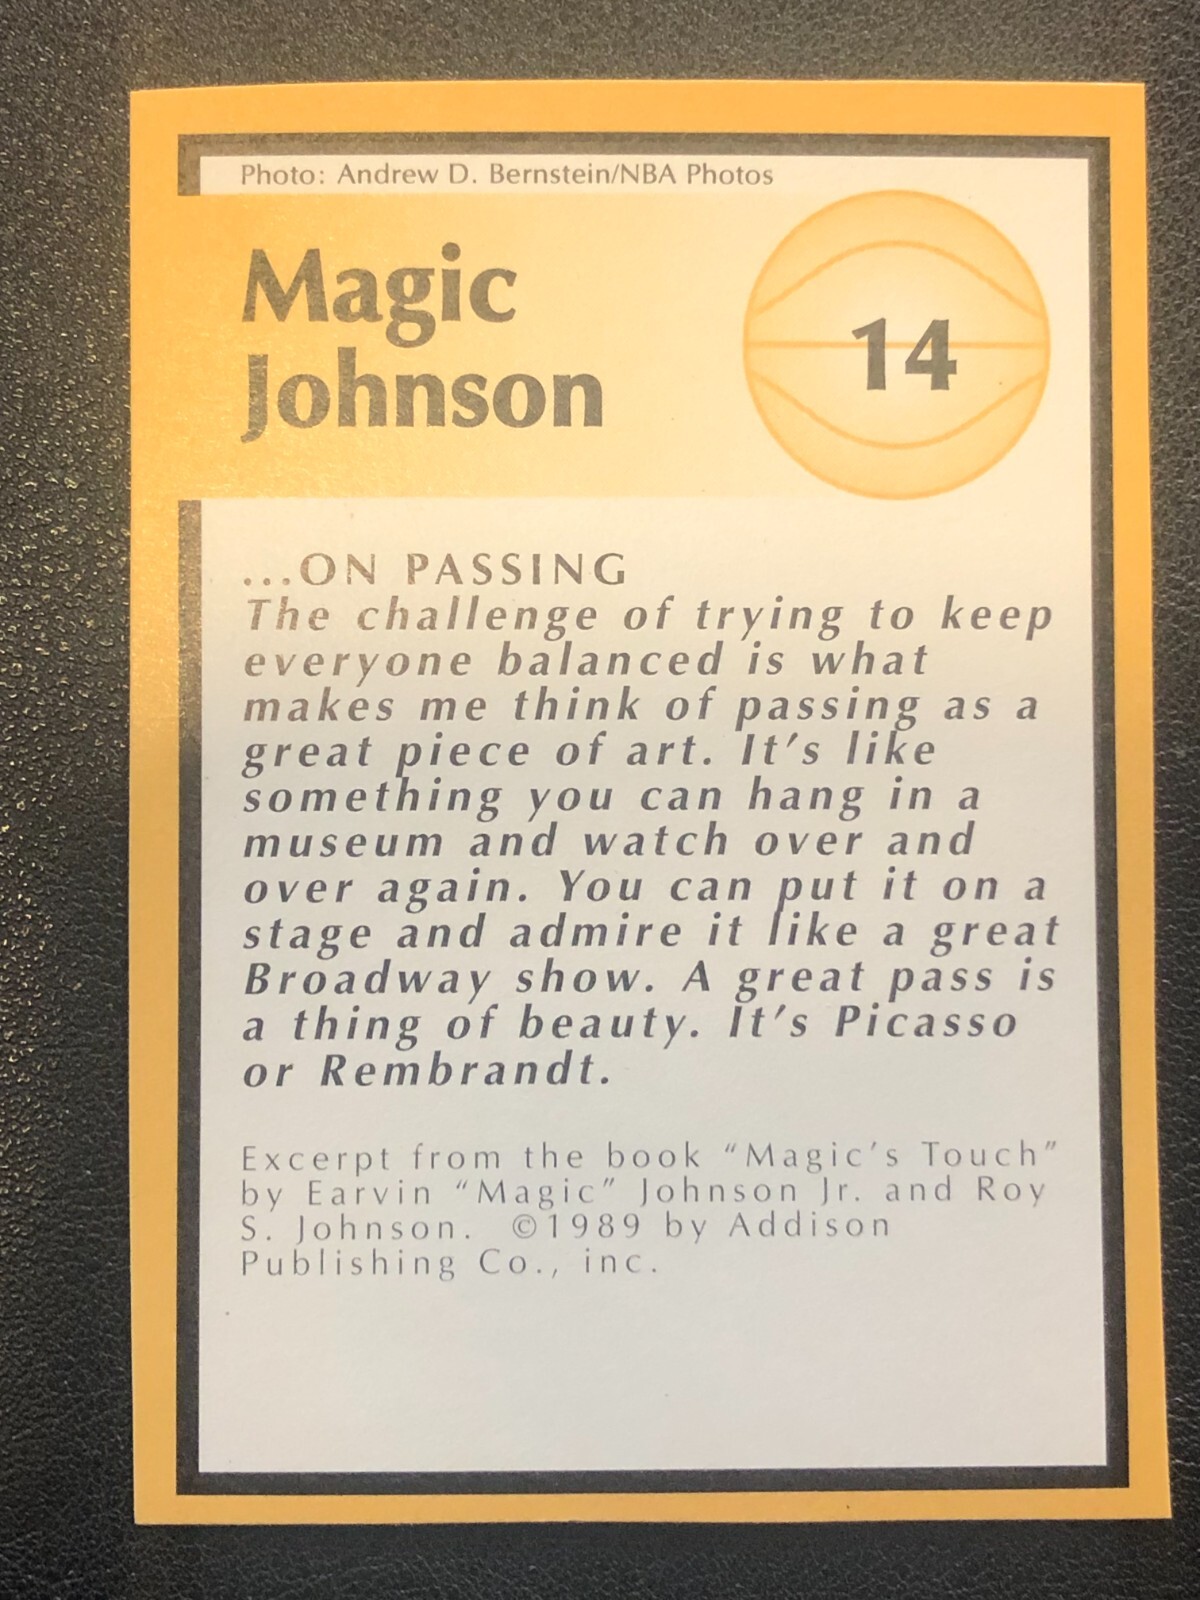 Photo: Andrew D. Bernstein/NBA Photos
Magic
Johnson
14
...ON PASSING
The challenge of trying to keep
everyone balanced is what
makes me think of passing as a
great piece of art. It's like
something you can hang in a
museum and watch over and
over again. You can put it on a
stage and admire it like a great
Broadway show. A great pass is
a thing of beauty. It's Picasso
or Rembrandt.
Excerpt from the book "Magic's Touch"
by Earvin "Magic" Johnson Jr. and Roy
S. Johnson. ©1989 by Addison
Publishing Co., inc.